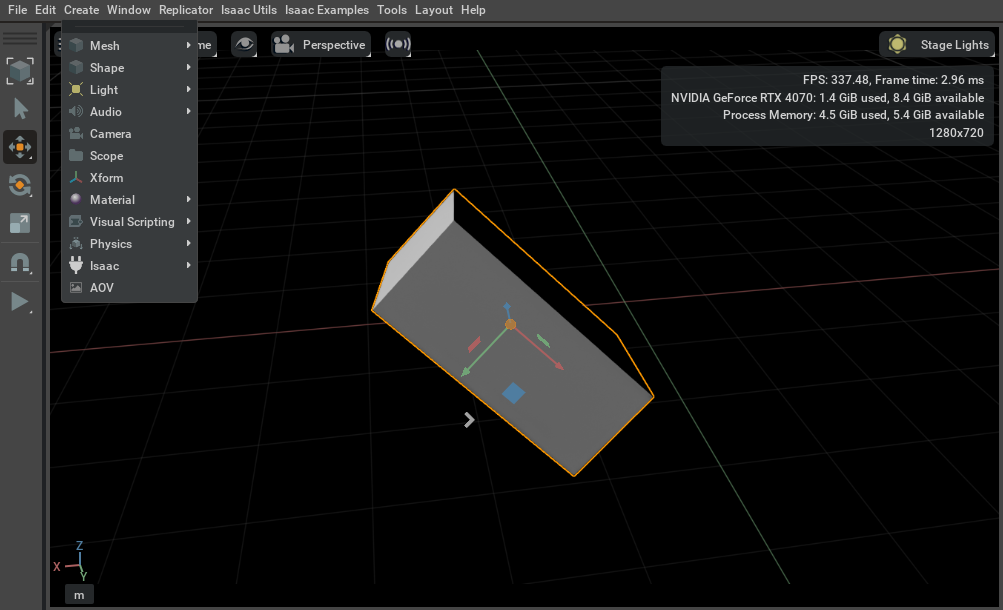 File Edit Create Window Replicator Isaac Utils Isaac Examples Tools Layout Help
me Perspective Stage Lights
Mesh
Shape
Light
Audio
Camera
Scope
Xform
Material
Visual Scripting
Physics
Isaac
AOV
FPS: 337.48, Frame time: 2.96 ms
NVIDIA GeForce RTX 4070: 1.4 GiB used, 8.4 GiB available
Process Memory: 4.5 GiB used, 5.4 GiB available
1280x720
Z
X
Y
m